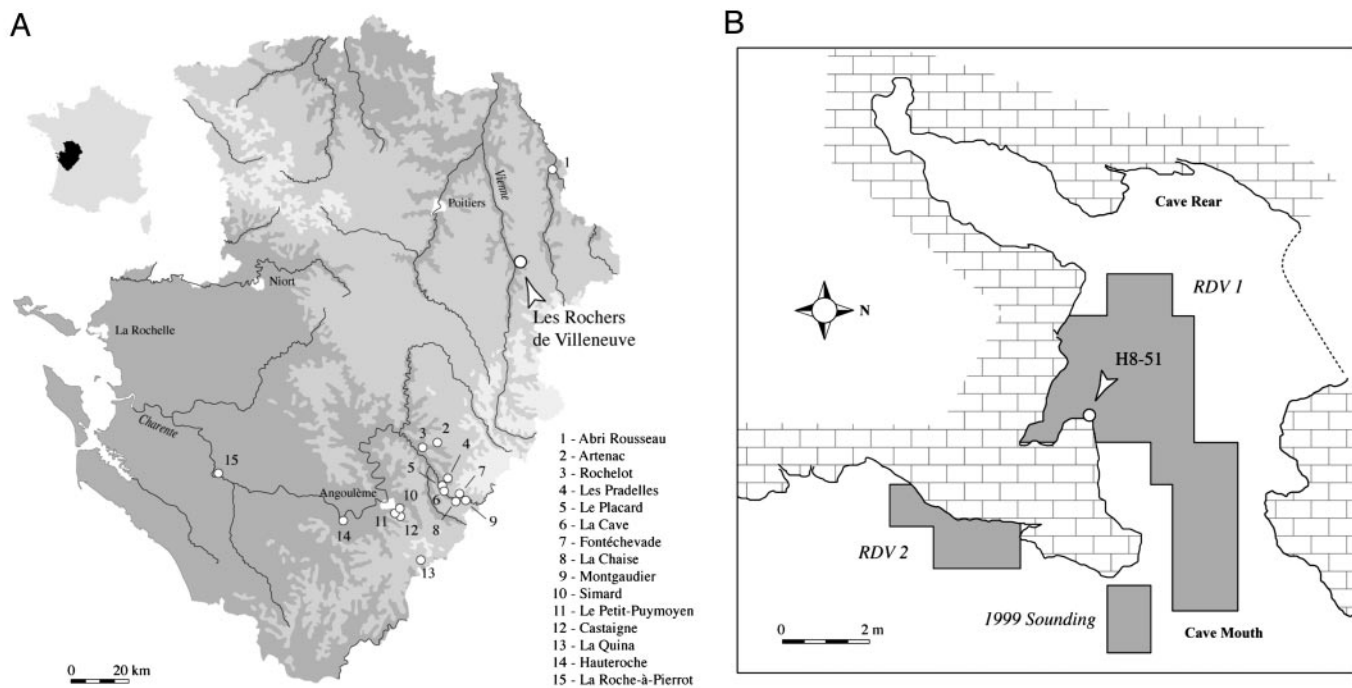 A
Vienne
1
Poitiers
Niort
Les Rochers
de Villeneuve
La Rochelle
Charente
3
2
4
15
5
7
Angoulême
10
6
11
8
9
14
12
13
0 20 km
1 - Abri Rousseau
2 - Artenac
3 - Rochelot
4 - Les Pradelles
5 - Le Placard
6 - La Cave
7 - Fontéchevade
8 - La Chaise
9 - Montgaudier
10 - Simard
11 - Le Petit-Puymoyen
12 - Castaigne
13 - La Quina
14 - Hauteroche
15 - La Roche-à-Pierrot
B
Cave Rear
RDV 1
N
H8-51
RDV 2
1999 Sounding
0 2 m
Cave Mouth